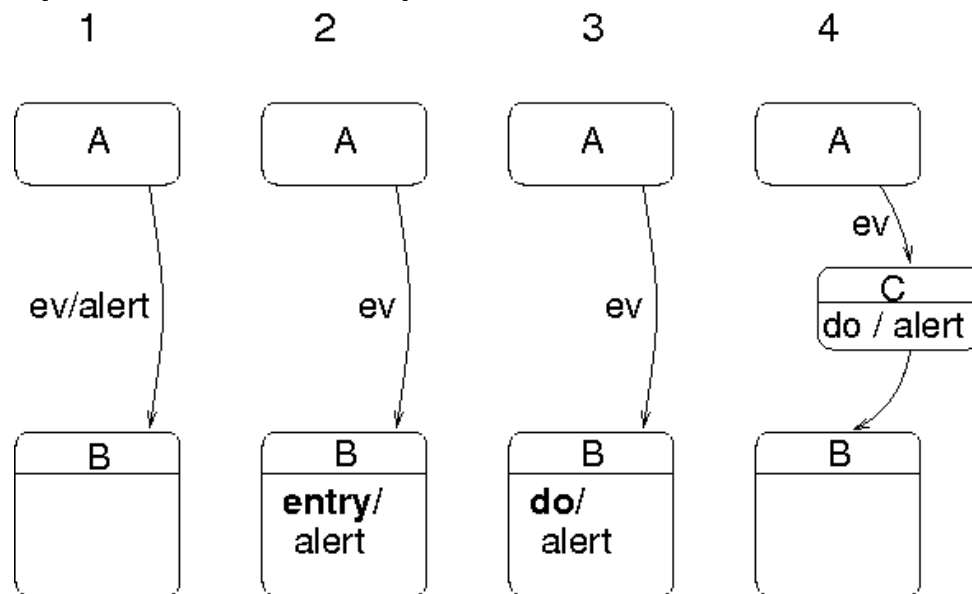 1 2 3 4
A A A A
ev
ev/alert ev ev
C
do / alert
B B B B
entry/ do/
alert alert